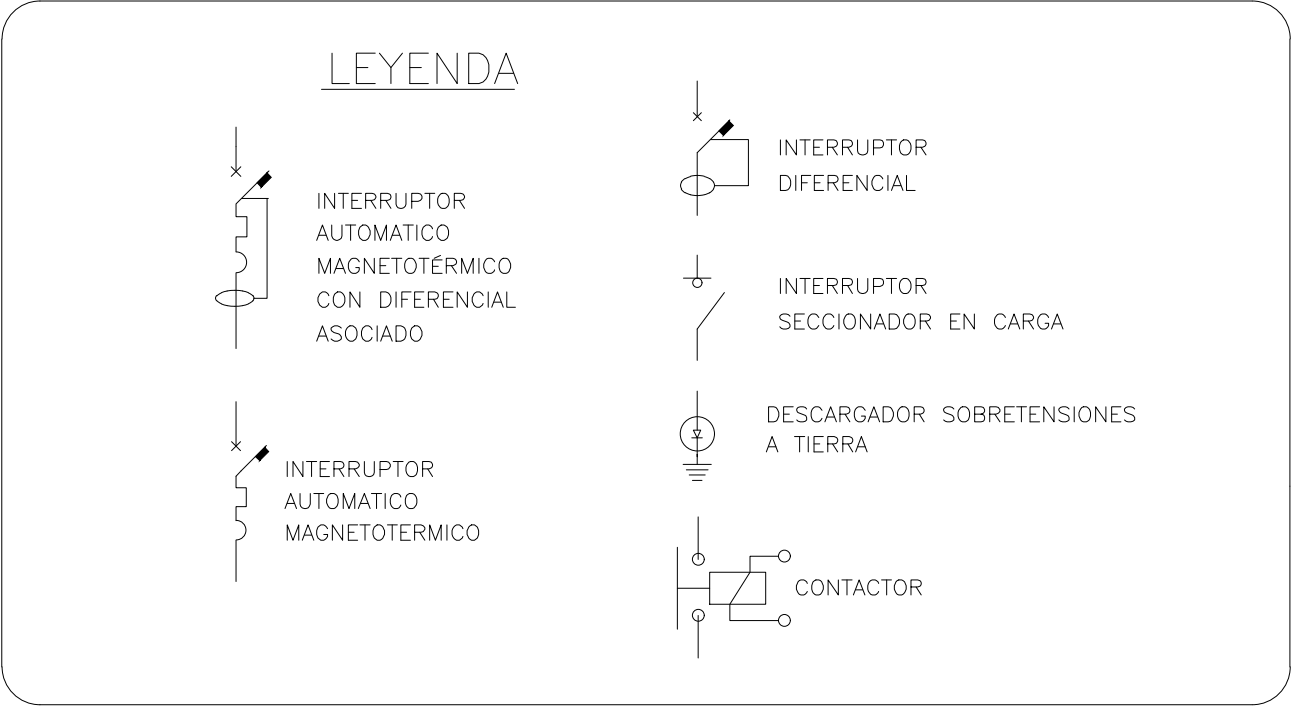 LEYENDA
INTERRUPTOR
AUTOMATICO
MAGNETOTÉRMICO
CON DIFERENCIAL
ASOCIADO
INTERRUPTOR
AUTOMATICO
MAGNETOTERMICO
INTERRUPTOR
DIFERENCIAL
INTERRUPTOR
SECCIONADOR EN CARGA
DESCARGADOR SOBRETENSIONES
A TIERRA
CONTACTOR